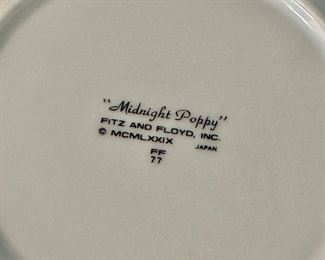 "Midnight Poppy"
FITZ AND FLOYD, INC.
© MCMLXXIX JAPAN
FF
77